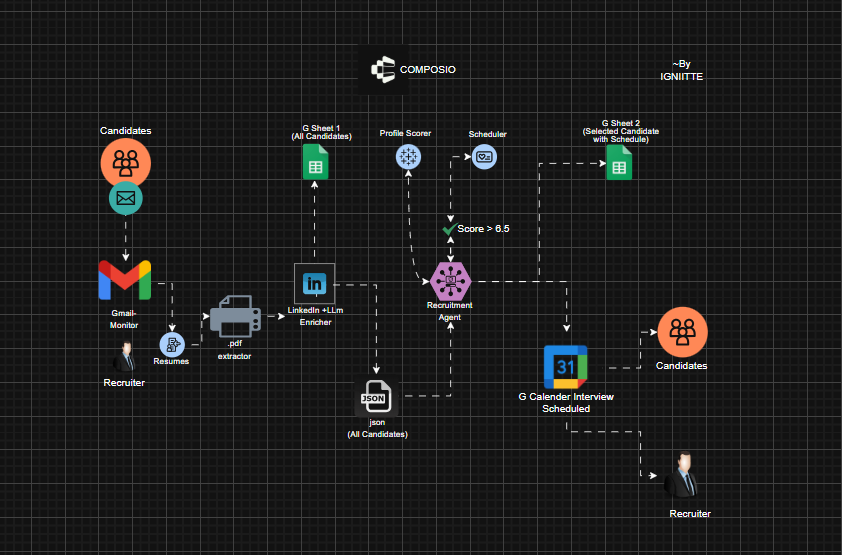 COMPOSIO
~By
IGNIITTE
Candidates
G Sheet 1
(All Candidates)
Profile Scorer
Scheduler
G Sheet 2
(Selected Candidate
with Schedule)
Score > 6.5
Gmail-
Monitor
Recruiter
Resumes
.pdf
extractor
in
LinkedIn +LLm
Enricher
Recruitment
Agent
JSON
json
(All Candidates)
31
G Calender Interview
Scheduled
Candidates
Recruiter